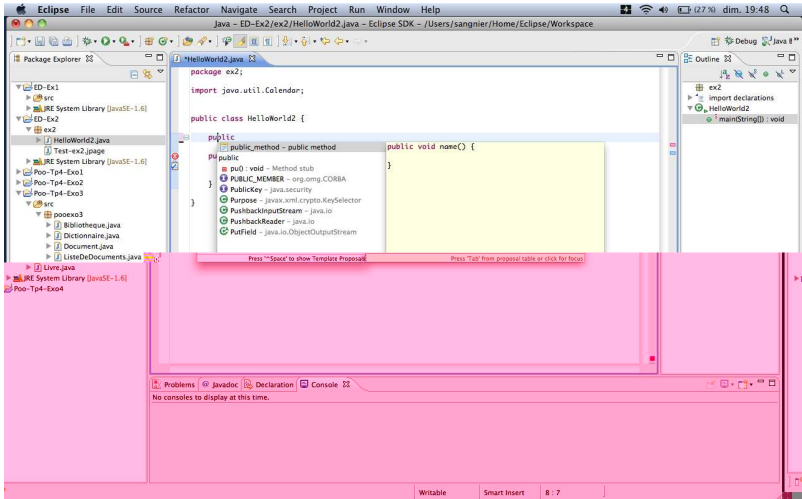 Eclipse File Edit Source Refactor Navigate Search Project Run Window Help (27 %) dim. 19:48
Java – ED-Ex2/ex2/HelloWorld2.java – Eclipse SDK – /Users/sangnier/Home/Eclipse/Workspace
Debug Java
Package Explorer
ED-Ex1
src
JRE System Library [JavaSE-1.6]
ED-Ex2
ex2
HelloWorld2.java
Test-ex2.jpage
JRE System Library [JavaSE-1.6]
Poo-Tp4-Exo1
Poo-Tp4-Exo2
Poo-Tp4-Exo3
src
pooexo3
Bibliotheque.java
Dictionnaire.java
Document.java
ListeDeDocuments.java
Livre.java
JRE System Library [JavaSE-1.6]
Poo-Tp4-Exo4
*HelloWorld2.java
package ex2;
import java.util.Calendar;
public class HelloWorld2 {
public
pu
}
}
public_method – public method
public
pu() : void – Method stub
PUBLIC_MEMBER – org.omg.CORBA
PublicKey – java.security
Purpose – javax.xml.crypto.KeySelector
PushbackInputStream – java.io
PushbackReader – java.io
PutField – java.io.ObjectOutputStream
Press '^Space' to show Template Proposals
public void name() {
}
Press 'Tab' from proposal table or click for focus
Outline
ex2
import declarations
HelloWorld2
main(String[]) : void
Problems @ Javadoc Declaration Console
No consoles to display at this time.
Writable Smart Insert 8 : 7